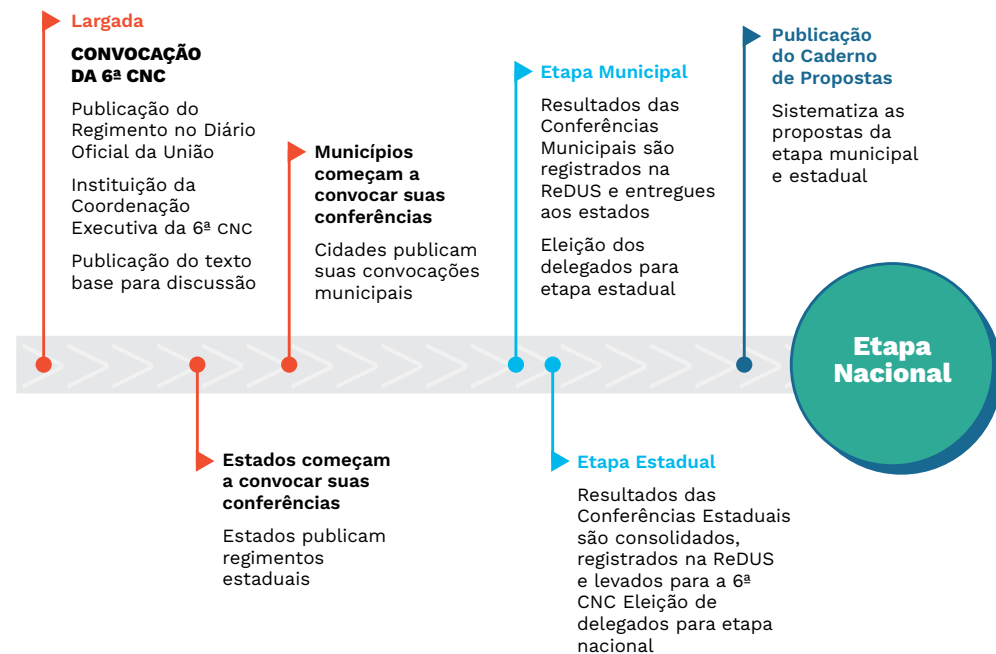 Largada
CONVOCAÇÃO
DA 6ª CNC
Publicação do
Regimento no Diário
Oficial da União
Instituição da
Coordenação
Executiva da 6ª CNC
Publicação do texto
base para discussão
Estados começam
a convocar suas
conferências
Estados publicam
regimentos
estaduais
Municípios
começam a
convocar suas
conferências
Cidades publicam
suas convocações
municipais
Etapa Municipal
Resultados das
Conferências
Municipais são
registrados na
ReDUS e entregues
aos estados
Eleição dos
delegados para
etapa estadual
Etapa Estadual
Resultados das
Conferências Estaduais
são consolidados,
registrados na ReDUS
e levados para a 6ª
CNC Eleição de
delegados para etapa
nacional
Publicação
do Caderno
de Propostas
Sistematiza as
propostas da
etapa municipal
e estadual
Etapa
Nacional